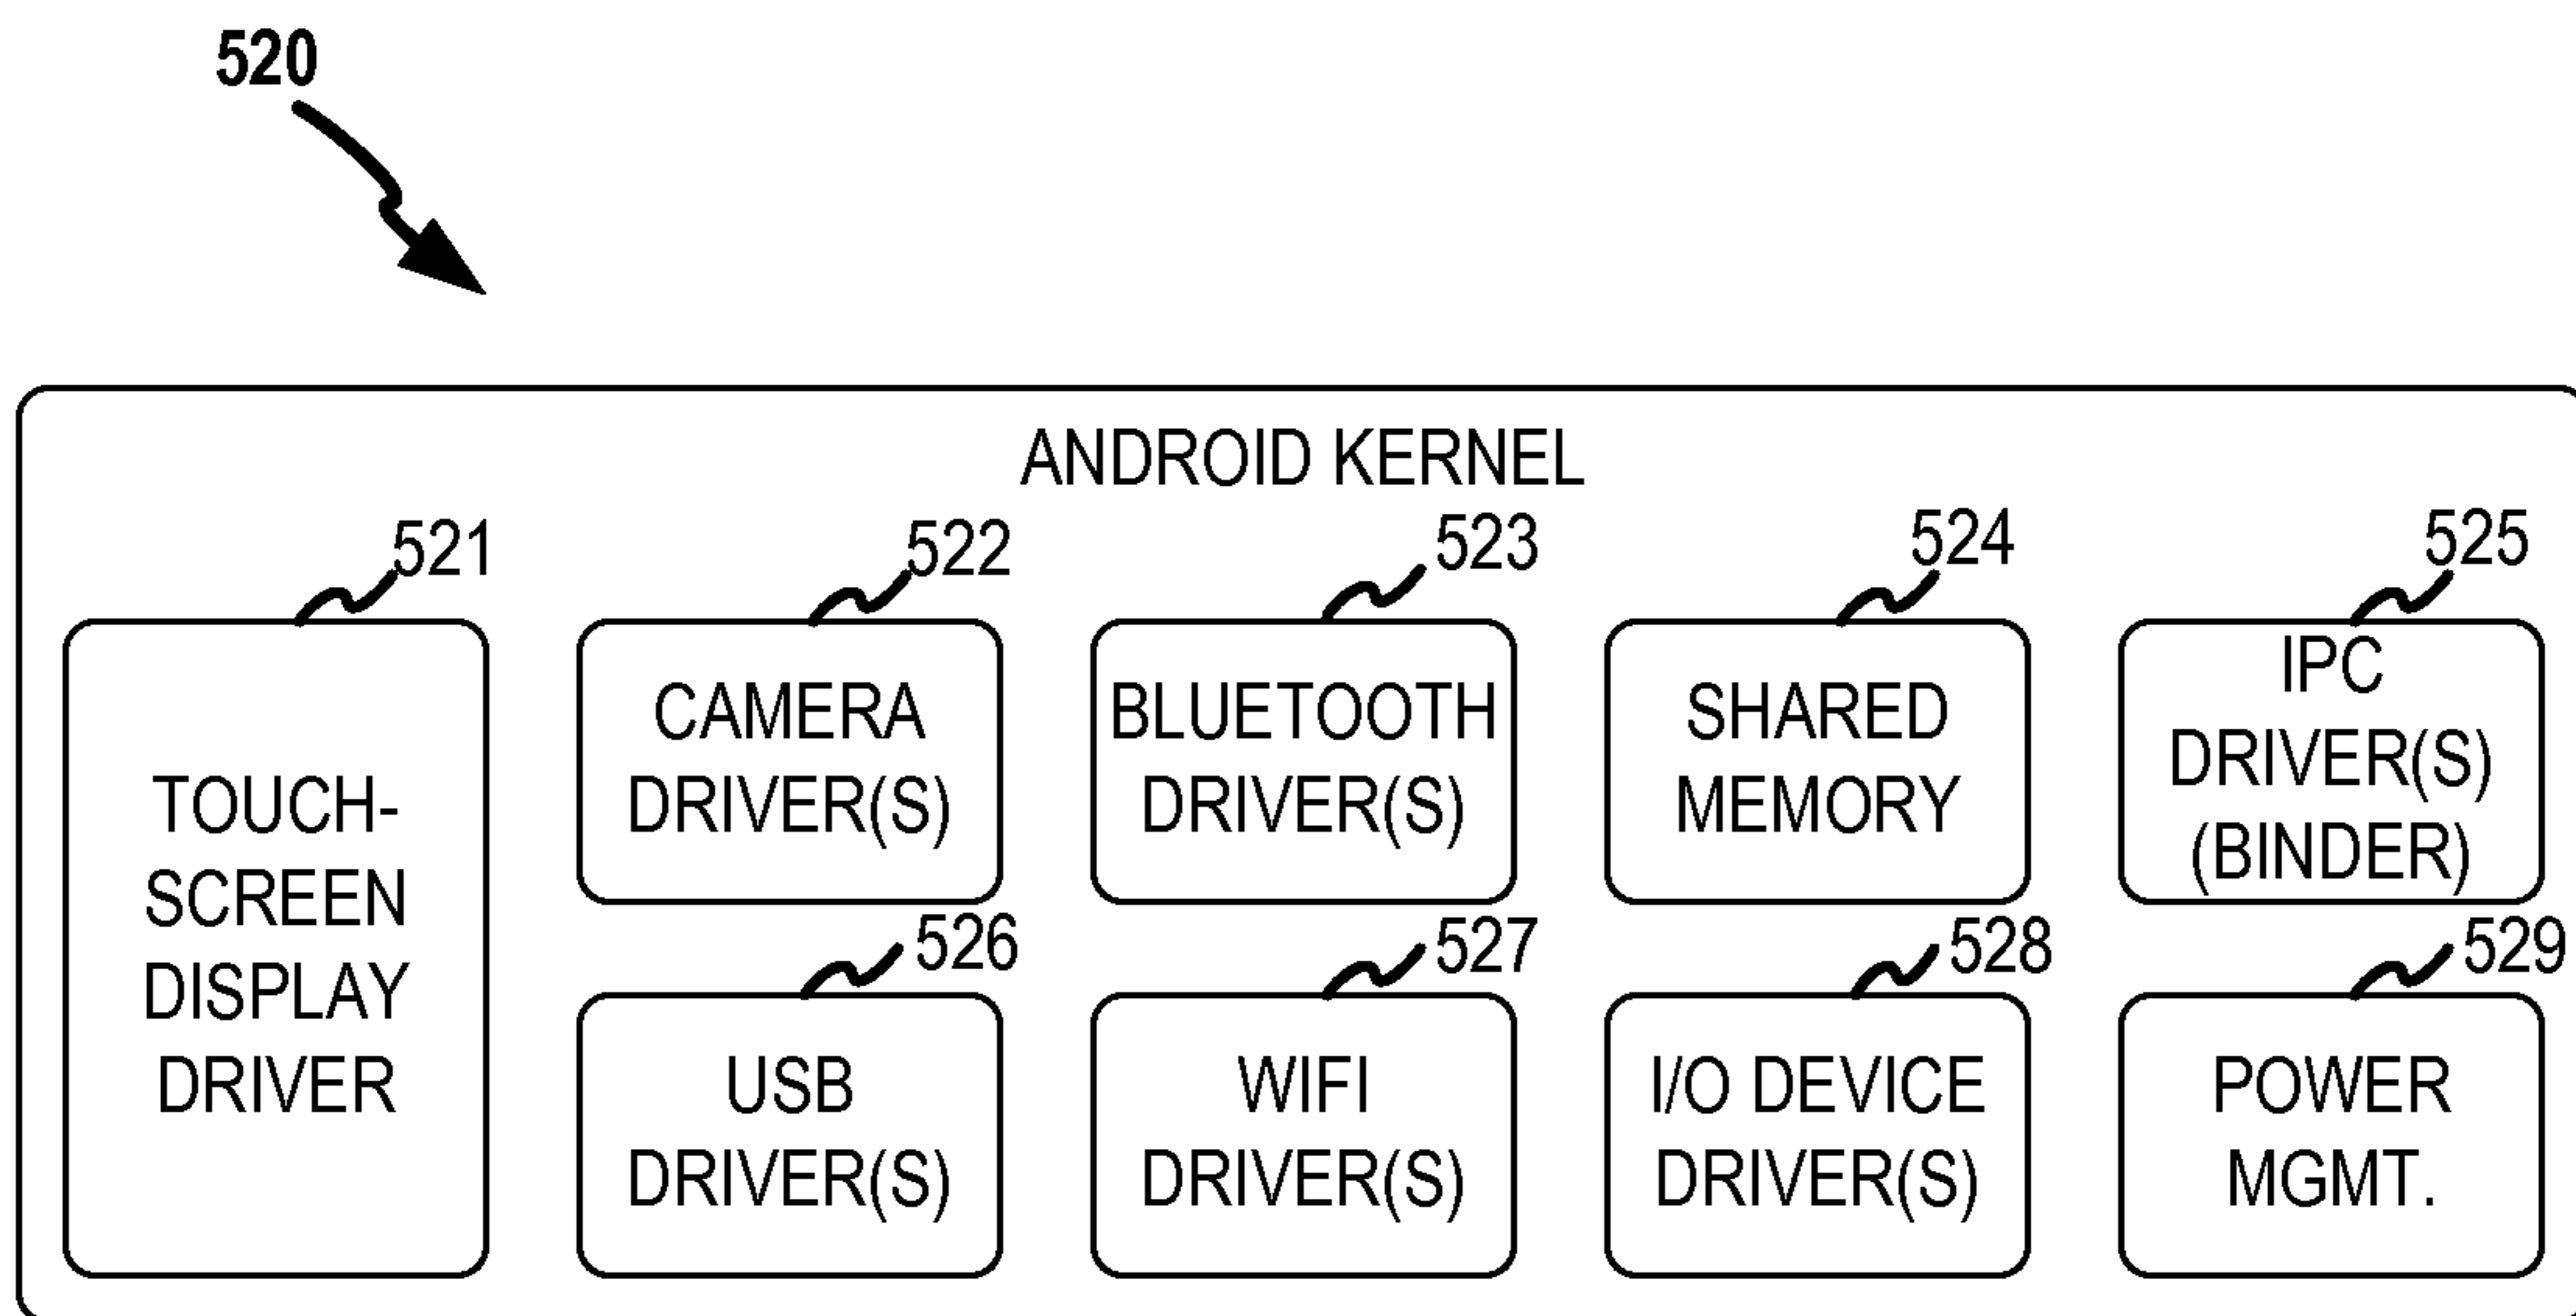 520
ANDROID KERNEL
521
TOUCH-
SCREEN
DISPLAY
DRIVER
522
CAMERA
DRIVER(S)
523
BLUETOOTH
DRIVER(S)
524
SHARED
MEMORY
525
IPC
DRIVER(S)
(BINDER)
526
USB
DRIVER(S)
527
WIFI
DRIVER(S)
528
I/O DEVICE
DRIVER(S)
529
POWER
MGMT.